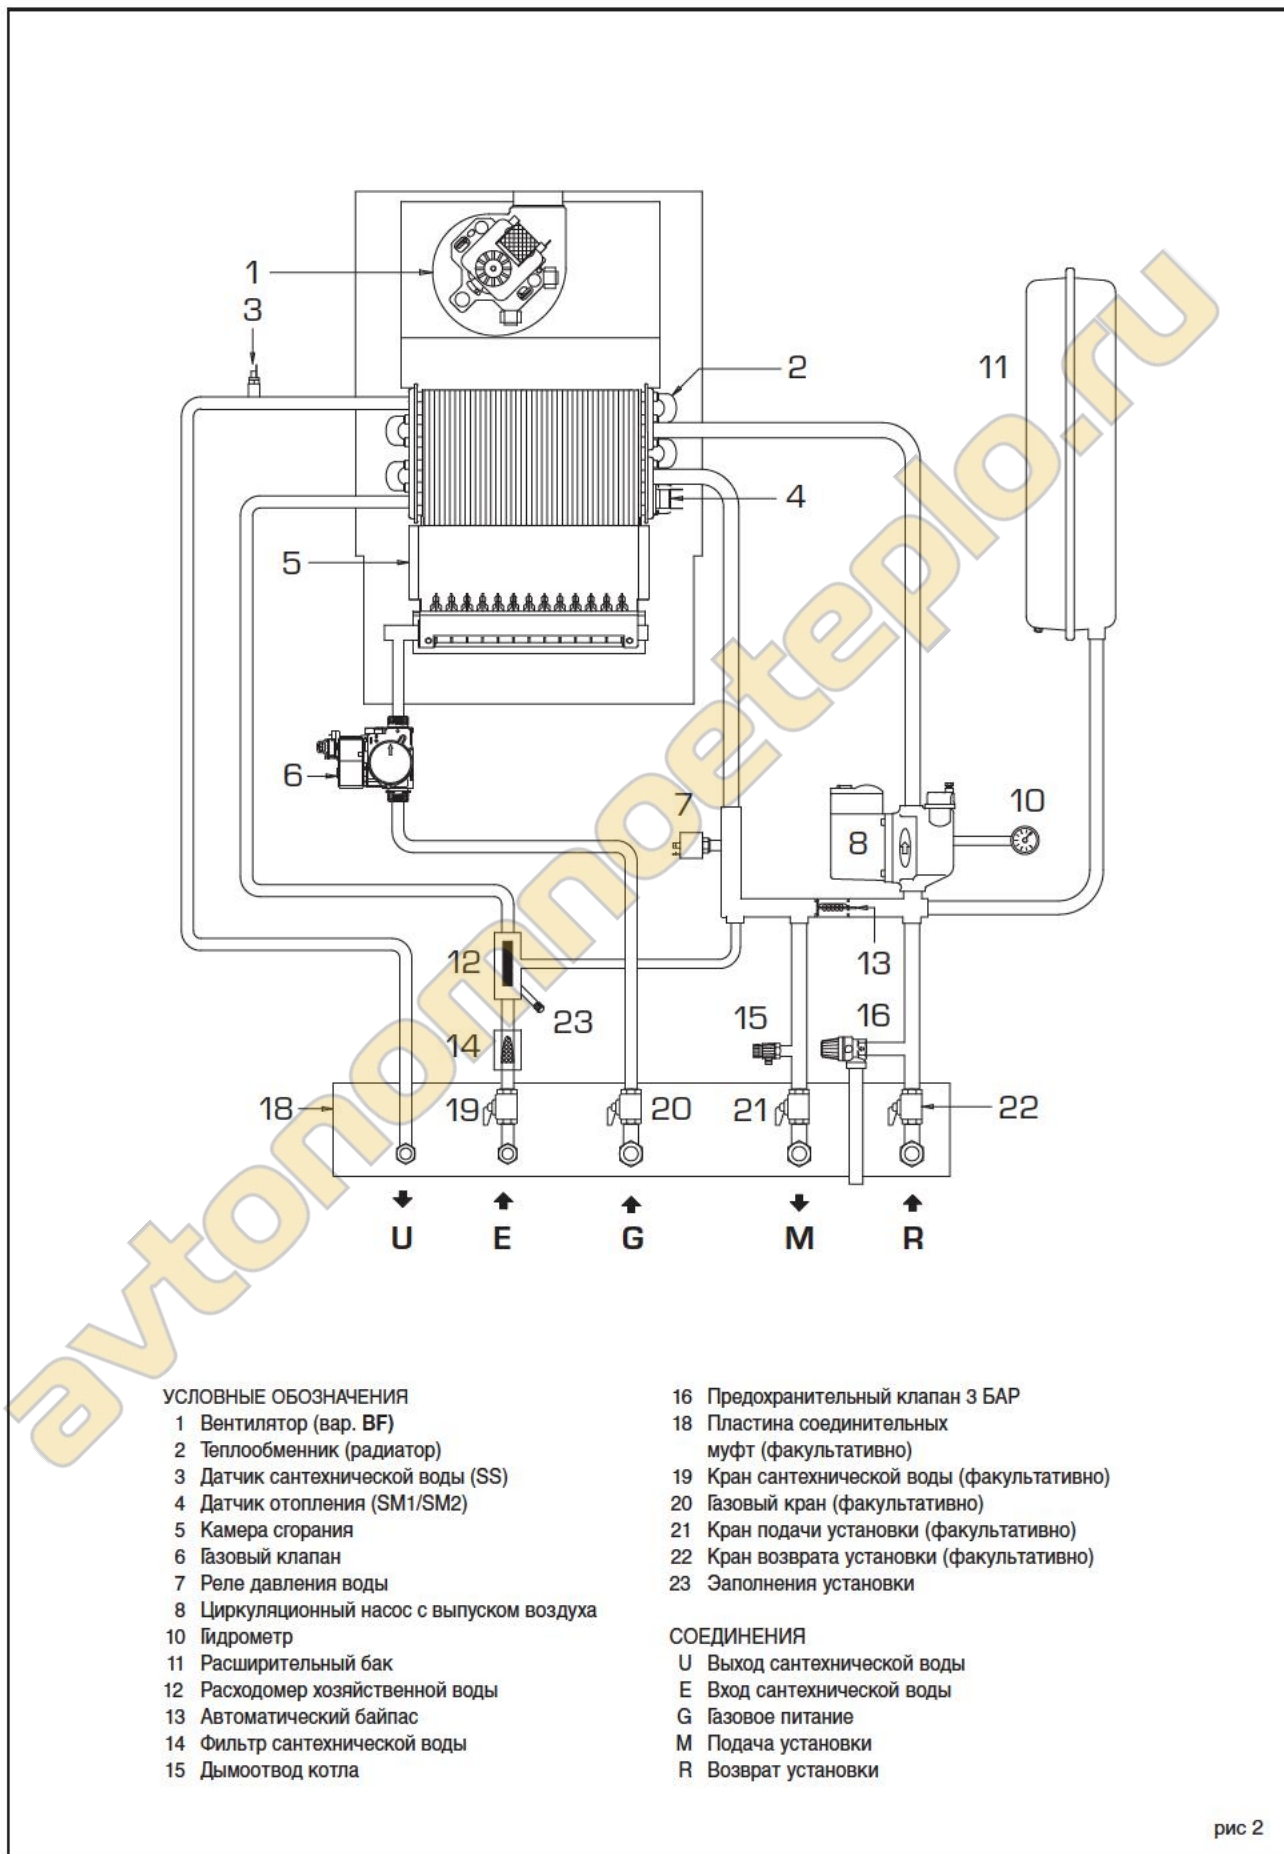 1
3
2
11
4
5
6
7
8
10
12
13
23
15
16
14
18
19
20
21
22
U E G M R
avtonomnoeteplo.ru
УСЛОВНЫЕ ОБОЗНАЧЕНИЯ
1 Вентилятор (вар. BF)
2 Теплообменник (радиатор)
3 Датчик сантехнической воды (SS)
4 Датчик отопления (SM1/SM2)
5 Камера сгорания
6 Газовый клапан
7 Реле давления воды
8 Циркуляционный насос с выпуском воздуха
10 Гидрометр
11 Расширительный бак
12 Расходомер хозяйственной воды
13 Автоматический байпас
14 Фильтр сантехнической воды
15 Дымоотвод котла
16 Предохранительный клапан 3 БАР
18 Пластина соединительных
муфт (факультативно)
19 Кран сантехнической воды (факультативно)
20 Газовый кран (факультативно)
21 Кран подачи установки (факультативно)
22 Кран возврата установки (факультативно)
23 Эаполнения установки
СОЕДИНЕНИЯ
U Выход сантехнической воды
E Вход сантехнической воды
G Газовое питание
M Подача установки
R Возврат установки
рис 2